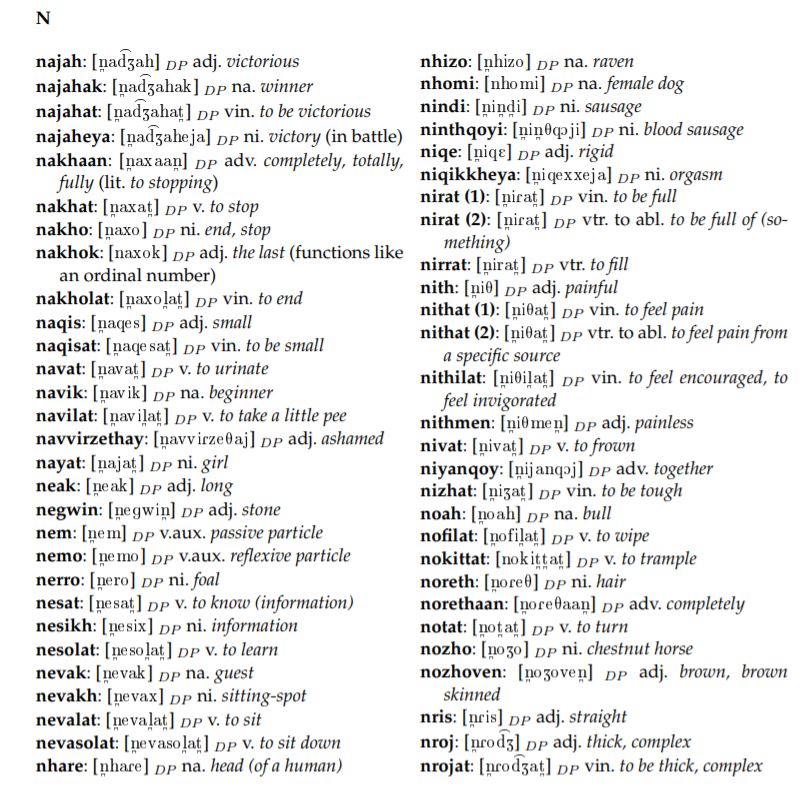 N
najah: [n̪ad͡ʒah] DP adj. victorious
najahak: [n̪ad͡ʒahak] DP na. winner
najahat: [n̪ad͡ʒahat̪] DP vin. to be victorious
najaheya: [n̪ad͡ʒaheja] DP ni. victory (in battle)
nakhaan: [n̪axaan̪] DP adv. completely, totally,
fully (lit. to stopping)
nakhat: [n̪axat̪] DP v. to stop
nakho: [n̪axo] DP ni. end, stop
nakhok: [n̪axok] DP adj. the last (functions like
an ordinal number)
nakholat: [n̪axol̪at̪] DP vin. to end
naqis: [n̪aqes] DP adj. small
naqisat: [n̪aqesat̪] DP vin. to be small
navat: [n̪avat̪] DP v. to urinate
navik: [n̪avik] DP na. beginner
navilat: [n̪avil̪at̪] DP v. to take a little pee
navvirzethay: [n̪avvirzeθaj] DP adj. ashamed
nayat: [n̪ajat̪] DP ni. girl
neak: [n̪eak] DP adj. long
negwin: [n̪egwin̪] DP adj. stone
nem: [n̪em] DP v.aux. passive particle
nemo: [n̪emo] DP v.aux. reflexive particle
nerro: [n̪ero] DP ni. foal
nesat: [n̪esat̪] DP v. to know (information)
nesikh: [n̪esix] DP ni. information
nesolat: [n̪esol̪at̪] DP v. to learn
nevak: [n̪evak] DP na. guest
nevakh: [n̪evax] DP ni. sitting-spot
nevalat: [n̪eval̪at̪] DP v. to sit
nevasolat: [n̪evasol̪at̪] DP v. to sit down
nhare: [n̪hare] DP na. head (of a human)
nhizo: [n̪hizo] DP na. raven
nhomi: [n̪homi] DP na. female dog
nindi: [n̪in̪d̪i] DP ni. sausage
ninthqoyi: [n̪in̪θqɔji] DP ni. blood sausage
niqe: [n̪iqɛ] DP adj. rigid
niqikkheya: [n̪iqexxeja] DP ni. orgasm
nirat (1): [n̪irat̪] DP vin. to be full
nirat (2): [n̪irat̪] DP vtr. to abl. to be full of (so-
mething)
nirrat: [n̪irat̪] DP vtr. to fill
nith: [n̪iθ] DP adj. painful
nithat (1): [n̪iθat̪] DP vin. to feel pain
nithat (2): [n̪iθat̪] DP vtr. to abl. to feel pain from
a specific source
nithilat: [n̪iθil̪at̪] DP vin. to feel encouraged, to
feel invigorated
nithmen: [n̪iθmen̪] DP adj. painless
nivat: [n̪ivat̪] DP v. to frown
niyanqoy: [n̪ijanqɔj] DP adv. together
nizhat: [n̪iʒat̪] DP vin. to be tough
noah: [n̪oah] DP na. bull
nofilat: [n̪ofil̪at̪] DP v. to wipe
nokittat: [n̪okit̪t̪at̪] DP v. to trample
noreth: [n̪oreθ] DP ni. hair
norethaan: [n̪oreθaan̪] DP adv. completely
notat: [n̪ot̪at̪] DP v. to turn
nozho: [n̪oʒo] DP ni. chestnut horse
nozhoven: [n̪oʒoven̪] DP adj. brown, brown
skinned
nris: [n̪ris] DP adj. straight
nroj: [n̪rod͡ʒ] DP adj. thick, complex
nrojat: [n̪rod͡ʒat̪] DP vin. to be thick, complex